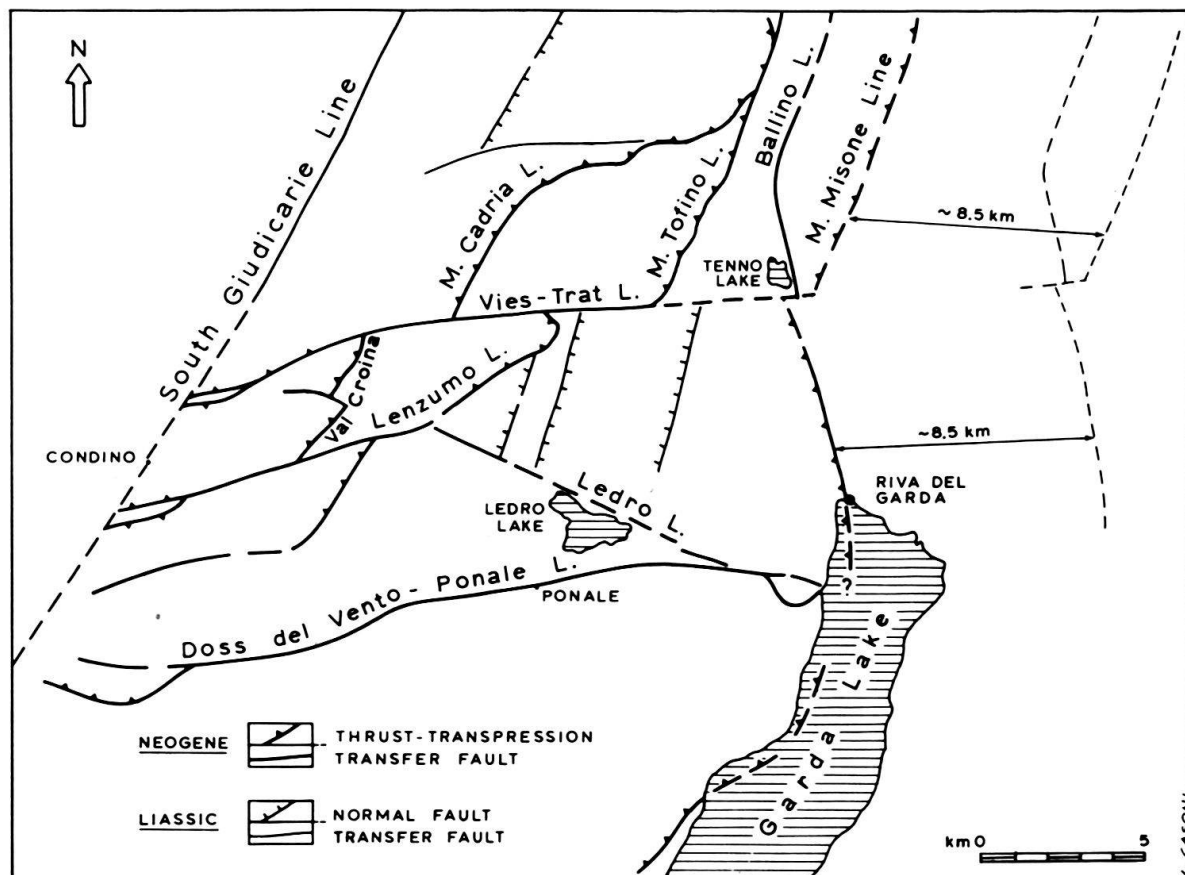 N
South Giudicarie Line
M. Cadria L.
M. Tofino L.
Ballino L.
M. Misone Line
~ 8.5 km
TENNO
LAKE
Vies-Trat L.
Val Croina
Lenzumo L.
CONDINO
~8.5 km
Ledro L.
RIVA DEL
GARDA
LEDRO
LAKE
?
PONALE
Doss del Vento - Ponale L.
Garda Lake
NEOGENE
THRUST-TRANSPRESSION
TRANSFER FAULT
LIASSIC
NORMAL FAULT
TRANSFER FAULT
km 0 5